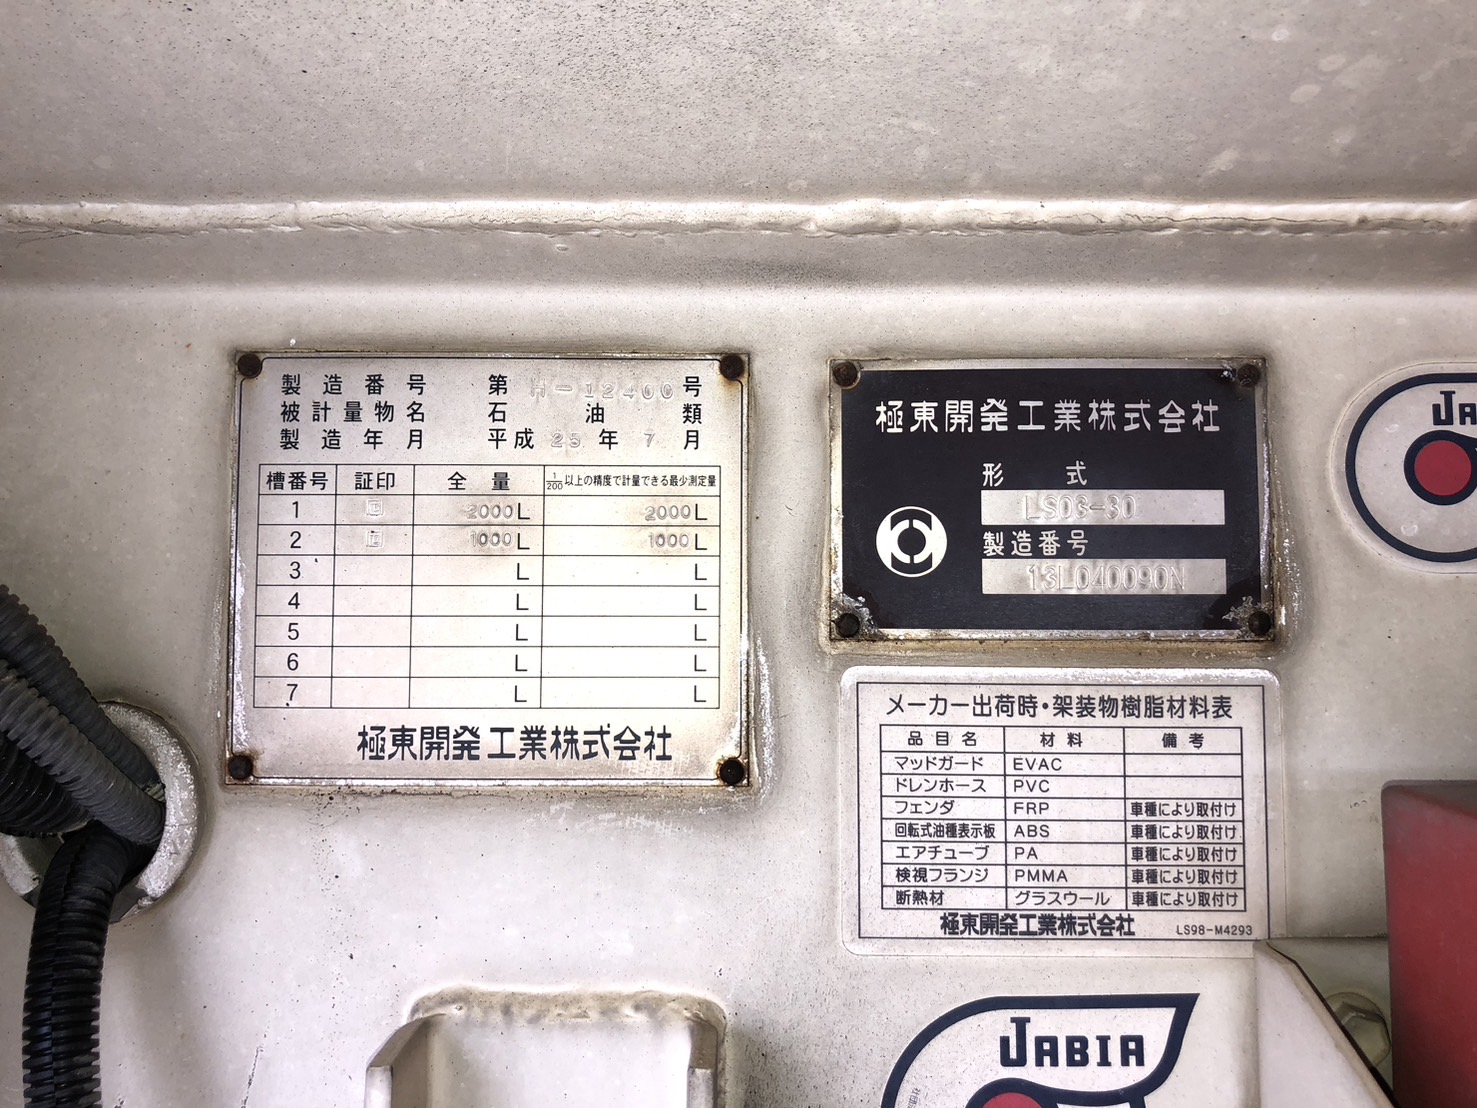 製造番号 第 H-12400 号
被計量物名 石油類
製造年月 平成 25 年 7 月
槽番号 証印 全量 1/200以上の精度で計量できる最少測定量
1 回 2000L 2000L
2 回 1000L 1000L
3 L L
4 L L
5 L L
6 L L
7 L L
極東開発工業株式会社
極東開発工業株式会社
形式
LS03-30
製造番号
13L040090N
メーカー出荷時・架装物樹脂材料表
品目名 材料 備考
マッドガード EVAC
ドレンホース PVC
フェンダ FRP 車種により取付け
回転式油種表示板 ABS 車種により取付け
エアチューブ PA 車種により取付け
検視フランジ PMMA 車種により取付け
断熱材 グラスウール 車種により取付け
極東開発工業株式会社 LS98-M4293
JA
JABIA